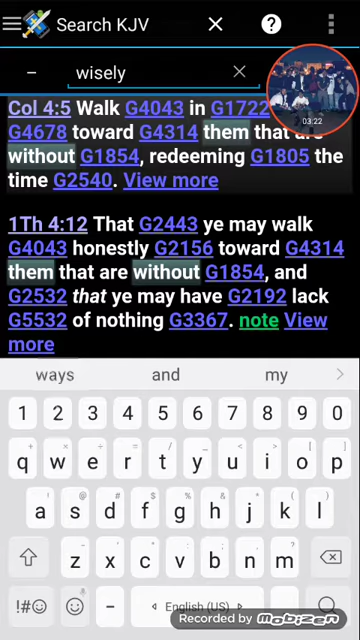 Search KJV
wisely
03:22
Col 4:5 Walk G4043 in G1722
G4678 toward G4314 them that are
without G1854, redeeming G1805 the
time G2540. View more
1Th 4:12 That G2443 ye may walk
G4043 honestly G2156 toward G4314
them that are without G1854, and
G2532 that ye may have G2192 lack
G5532 of nothing G3367. note View
more
ways and my
1 2 3 4 5 6 7 8 9 0
q w e r t y u i o p
a s d f g h j k l
z x c v b n m
!#☺ English (US)
Recorded by MOBIZEN